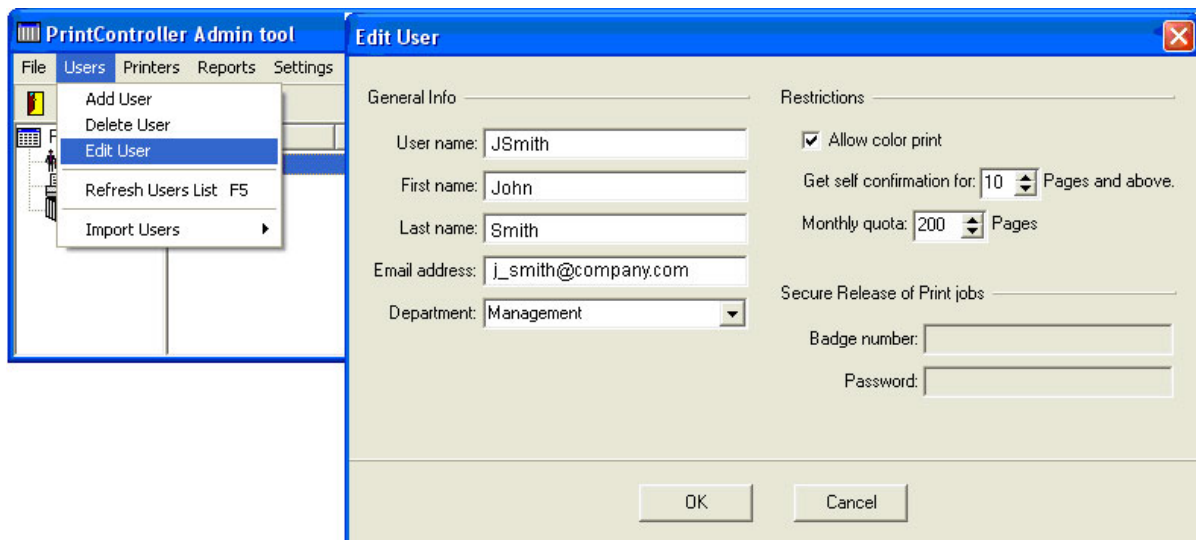 PrintController Admin tool
File Users Printers Reports Settings
Add User
Delete User
Edit User
Refresh Users List F5
Import Users
Edit User
General Info
User name: JSmith
First name: John
Last name: Smith
Email address: j_smith@company.com
Department: Management
Restrictions
Allow color print
Get self confirmation for: 10 Pages and above.
Monthly quota: 200 Pages
Secure Release of Print jobs
Badge number:
Password:
OK Cancel